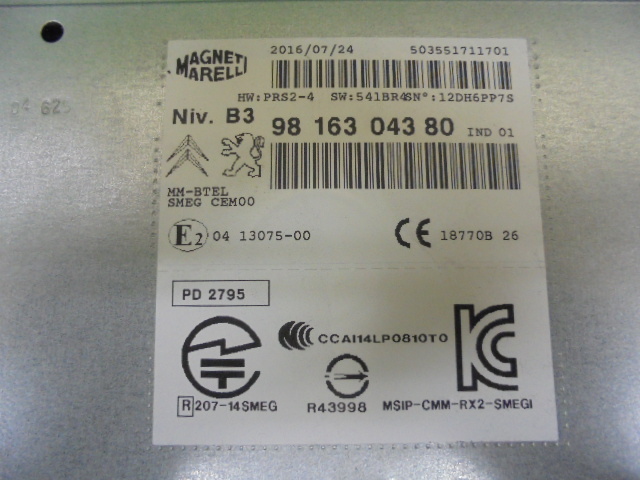 MAGNETI
MARELLI
2016/07/24 503551711701
HW:PRS2-4 SW:541BR4SN°:12DH6PP7S
Niv. B3
98 163 043 80 IND 01
MM-BTEL
SMEG CEM00
E2 04 13075-00
CE 18770B 26
PD 2795
CCAI14LP0810T0
R 207-14SMEG
R43998
MSIP-CMM-RX2-SMEGI